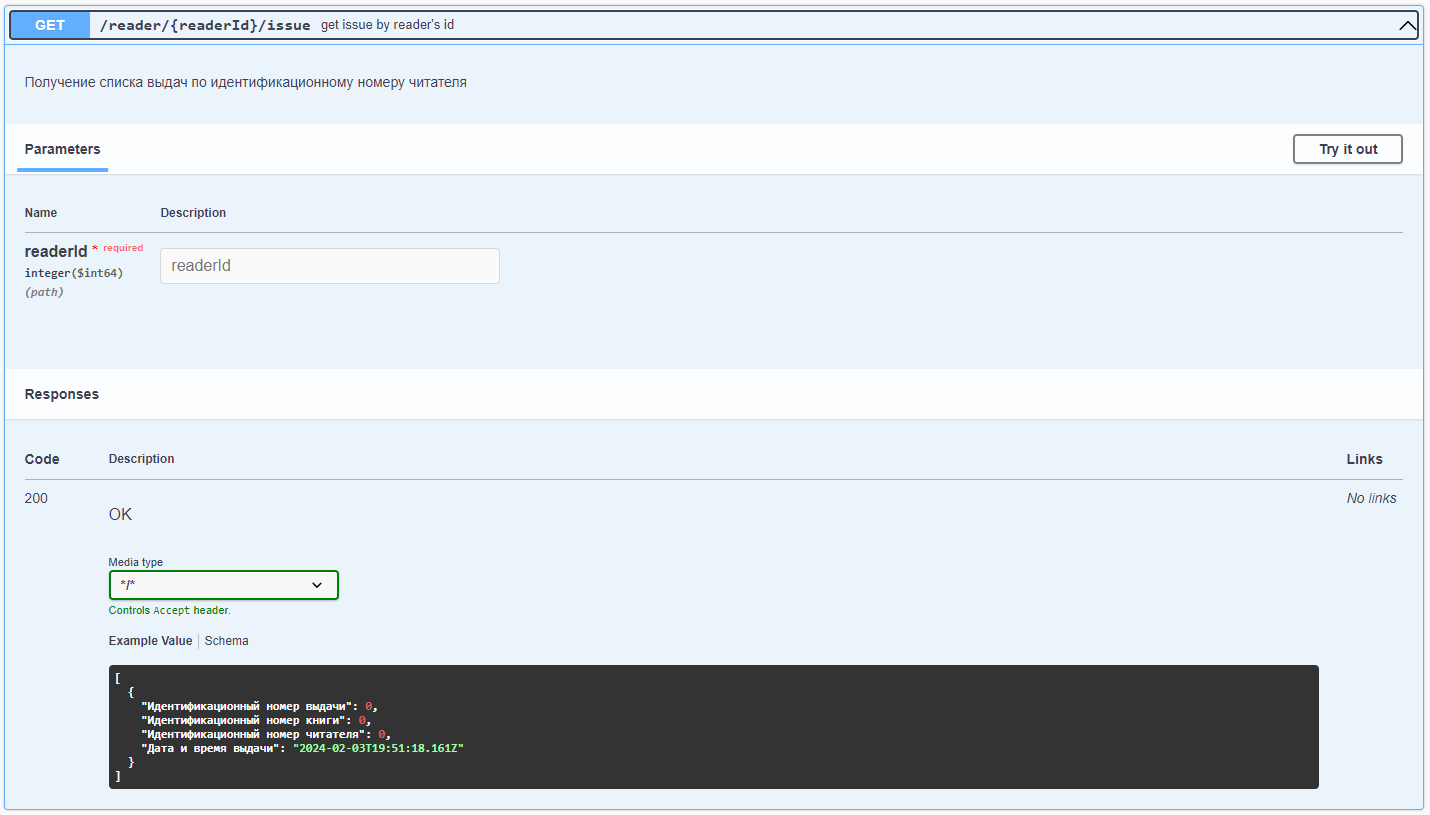 GET /reader/{readerId}/issue get issue by reader's id
Получение списка выдач по идентификационному номеру читателя
Parameters
Try it out
Name Description
readerId * required
integer($int64)
(path)
readerId
Responses
Code Description Links
200 OK No links
Media type
*/*
Controls Accept header.
Example Value Schema
[
  {
    "Идентификационный номер выдачи": 0,
    "Идентификационный номер книги": 0,
    "Идентификационный номер читателя": 0,
    "Дата и время выдачи": "2024-02-03T19:51:18.161Z"
  }
]